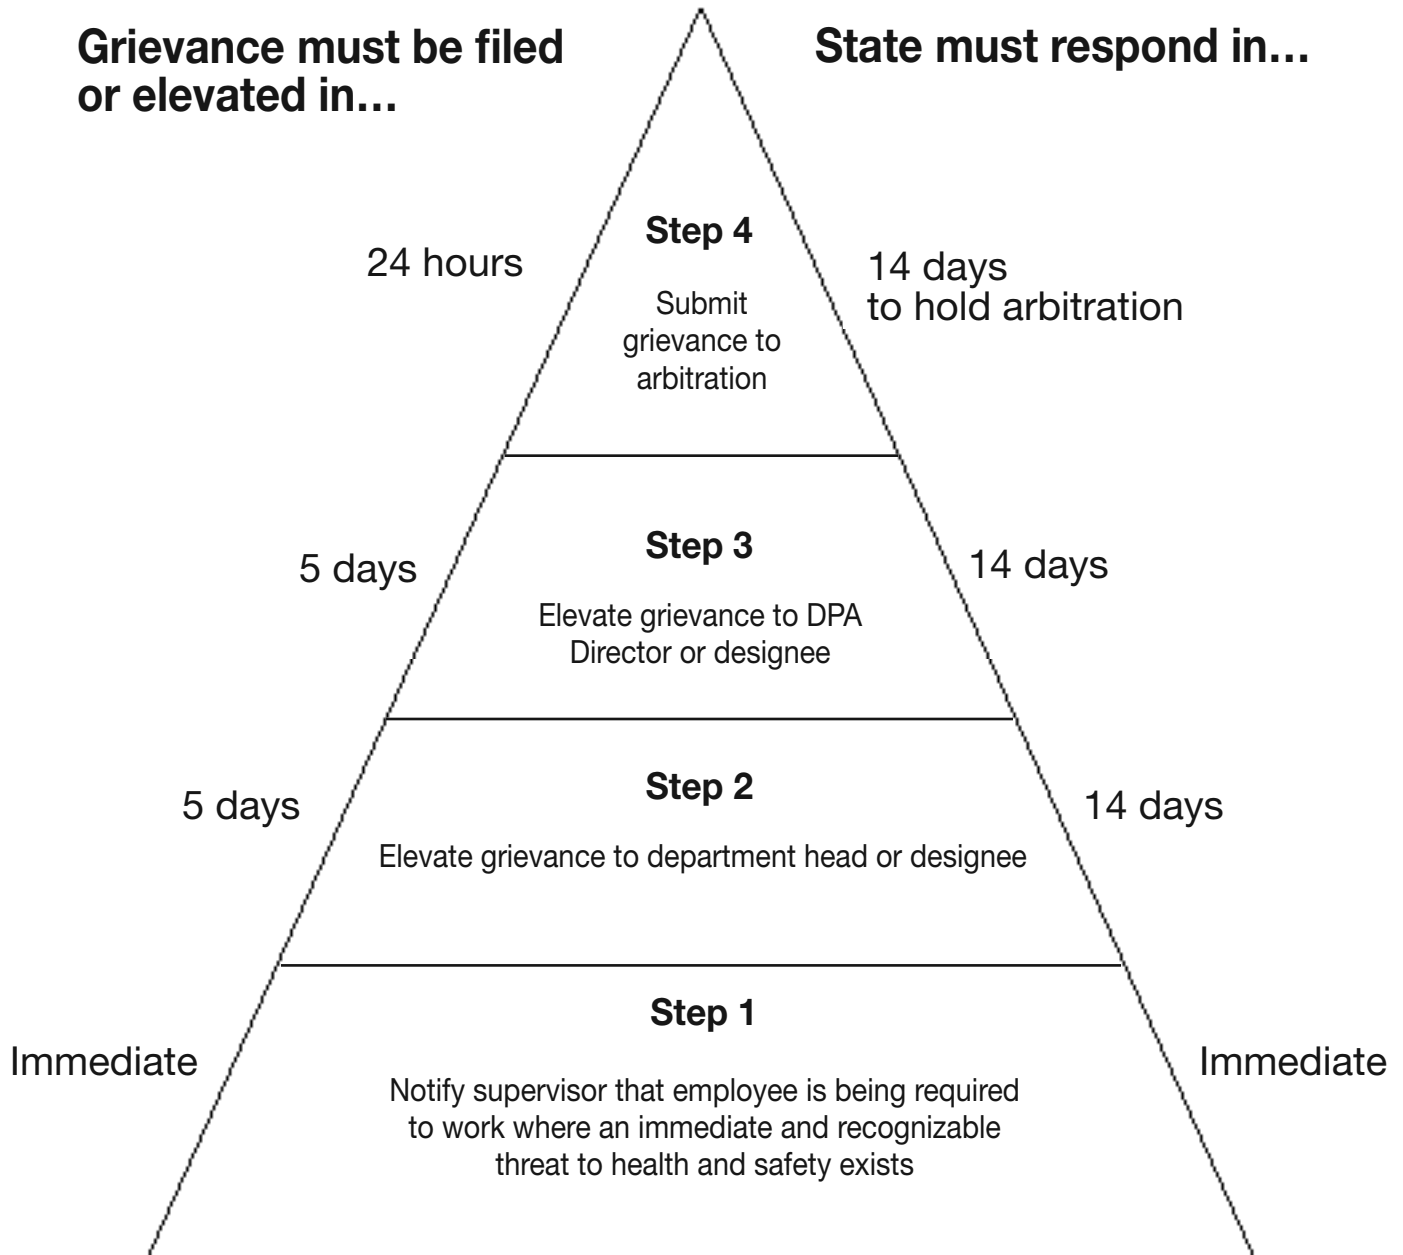 Grievance must be filed
or elevated in…
State must respond in…
Step 4
24 hours
14 days
to hold arbitration
Submit
grievance to
arbitration
Step 3
5 days
14 days
Elevate grievance to DPA
Director or designee
Step 2
5 days
14 days
Elevate grievance to department head or designee
Step 1
Immediate
Immediate
Notify supervisor that employee is being required
to work where an immediate and recognizable
threat to health and safety exists